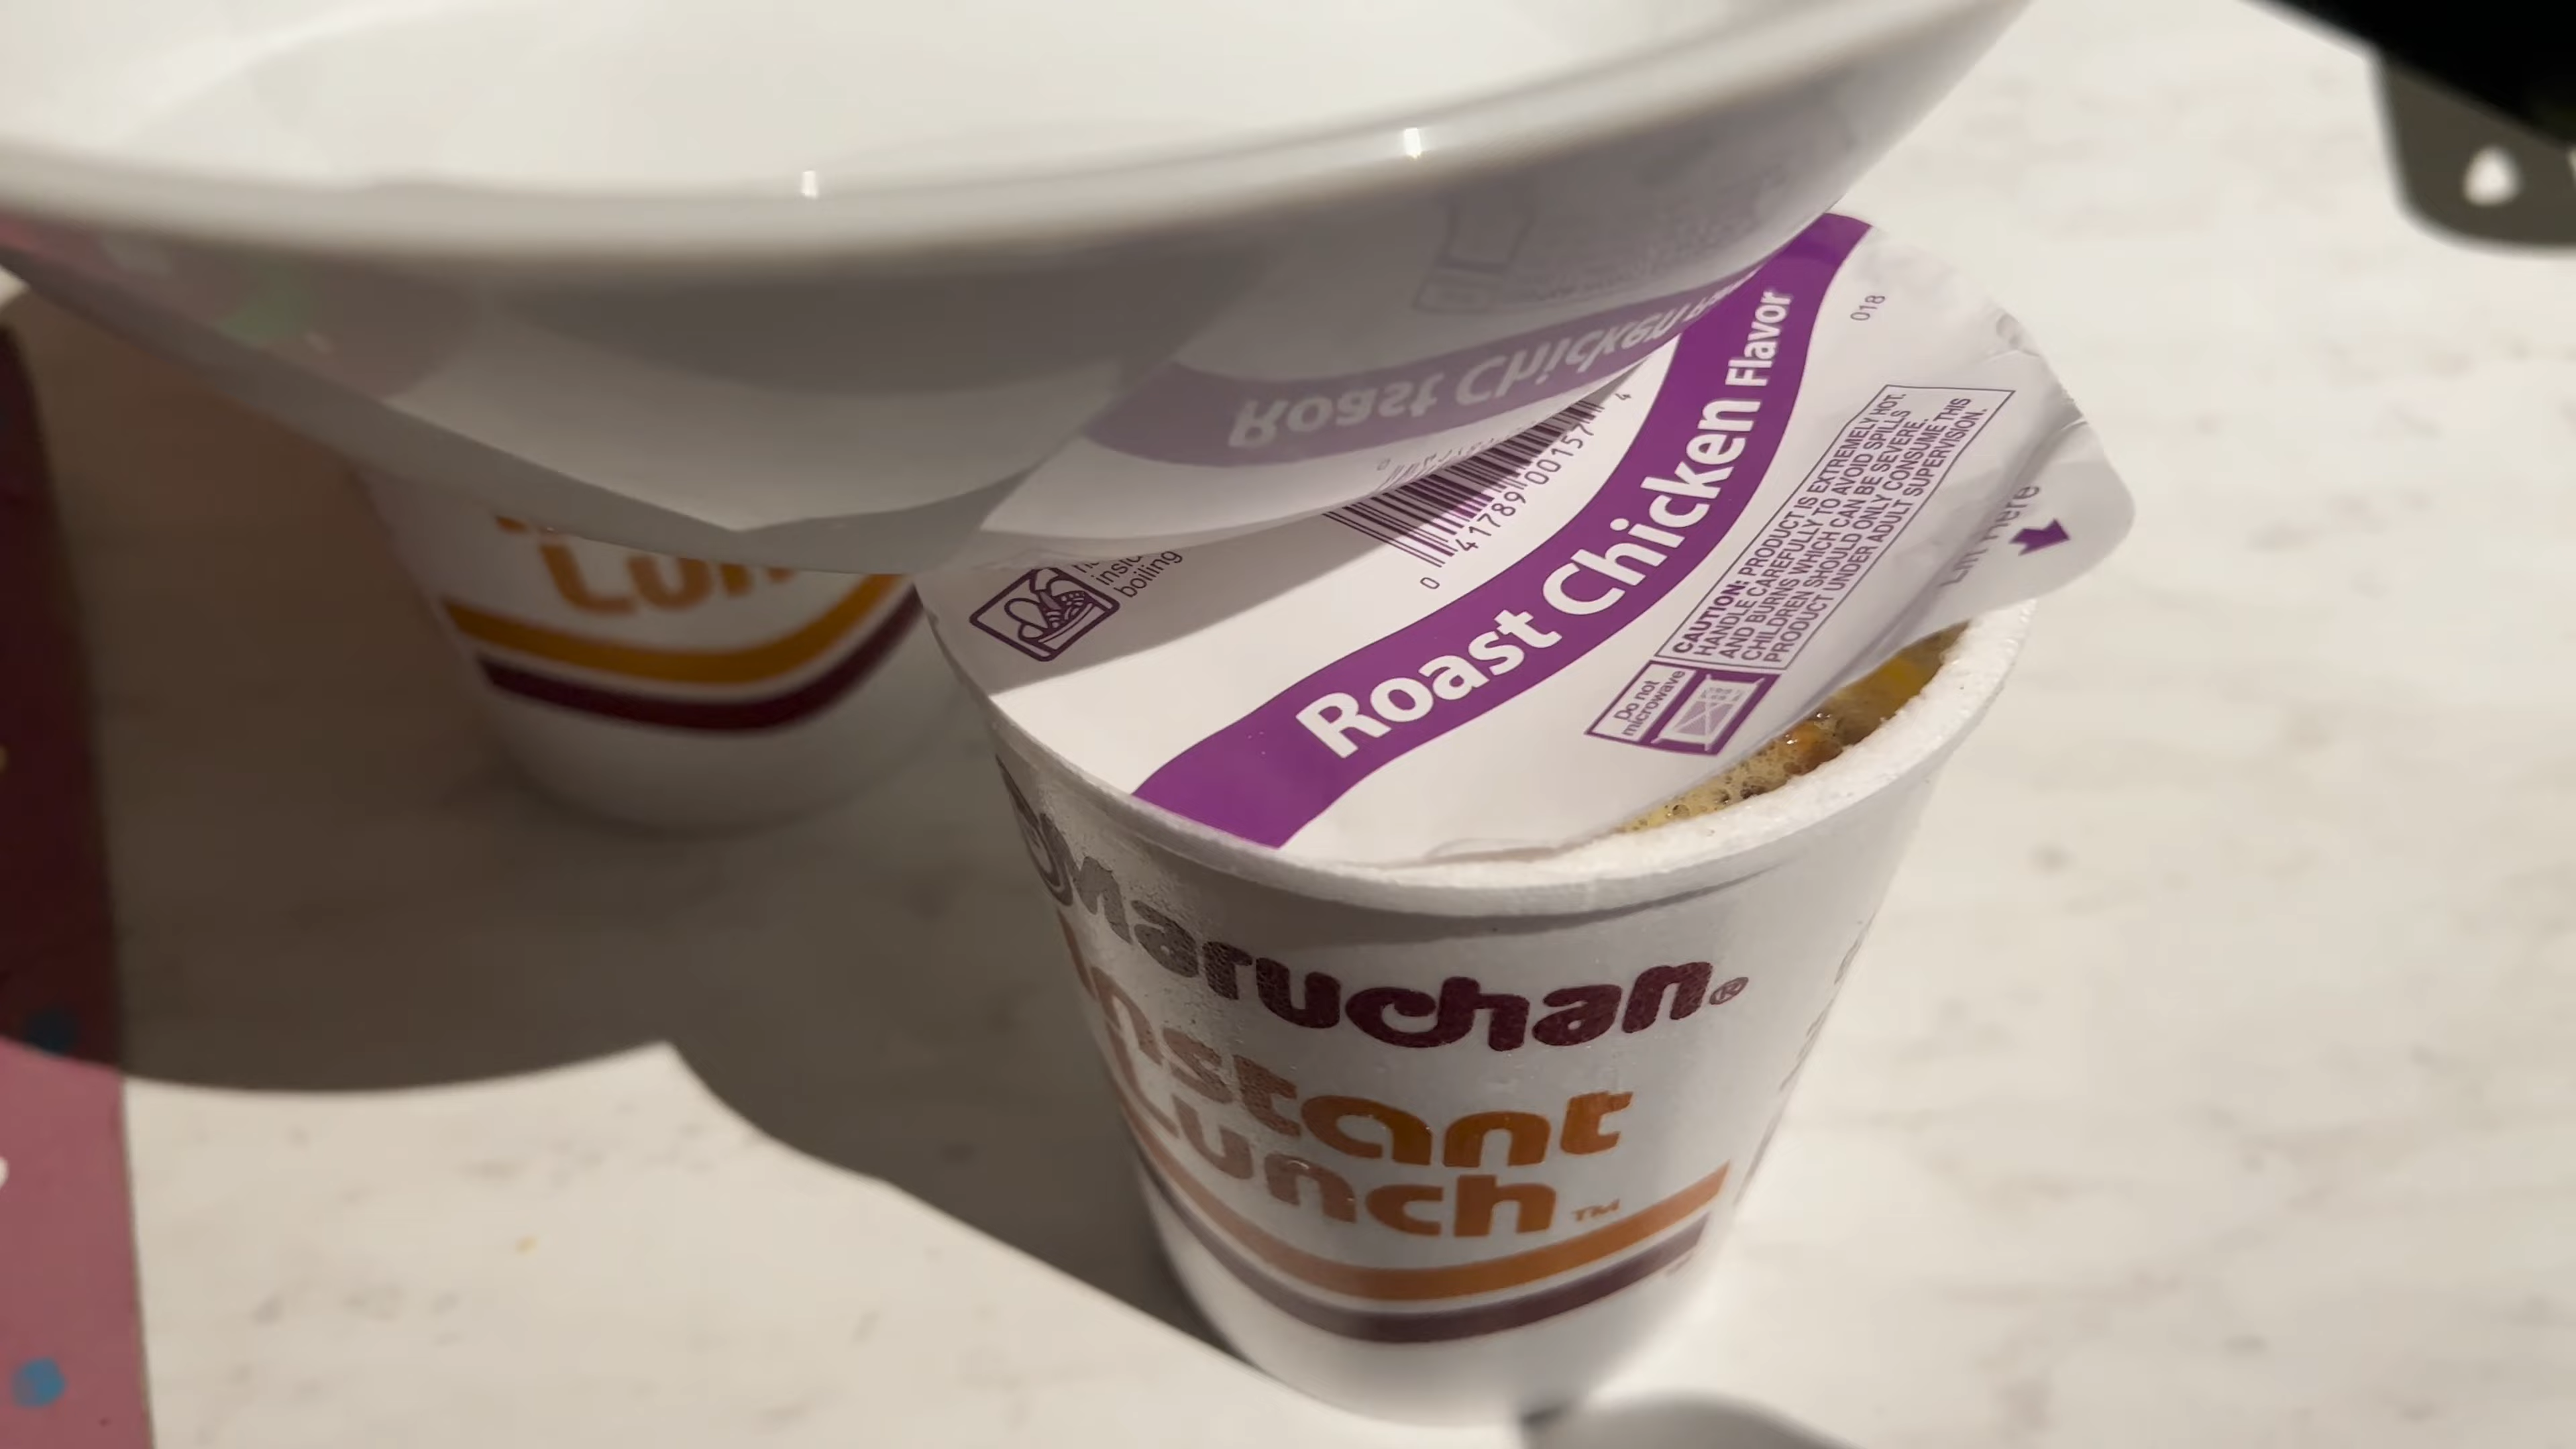 Roast Chicken
Roast Chicken Flavor
018
0 41789 00157 4
CAUTION: PRODUCT IS EXTREMELY HOT.
HANDLE CAREFULLY TO AVOID SPILLS
AND BURNS WHICH CAN BE SEVERE.
CHILDREN SHOULD ONLY CONSUME THIS
PRODUCT UNDER ADULT SUPERVISION.
Do not
microwave
Lift Here
boiling
Maruchan®
Instant
Lunch™